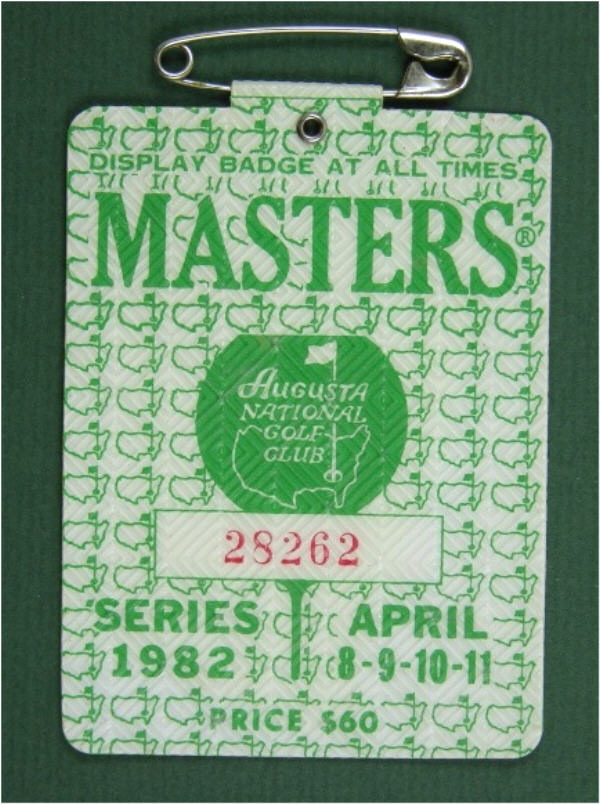 DISPLAY BADGE AT ALL TIMES
MASTERS®
AUGUSTA
NATIONAL
GOLF
CLUB
28262
SERIES APRIL
1982 8-9-10-11
PRICE $60